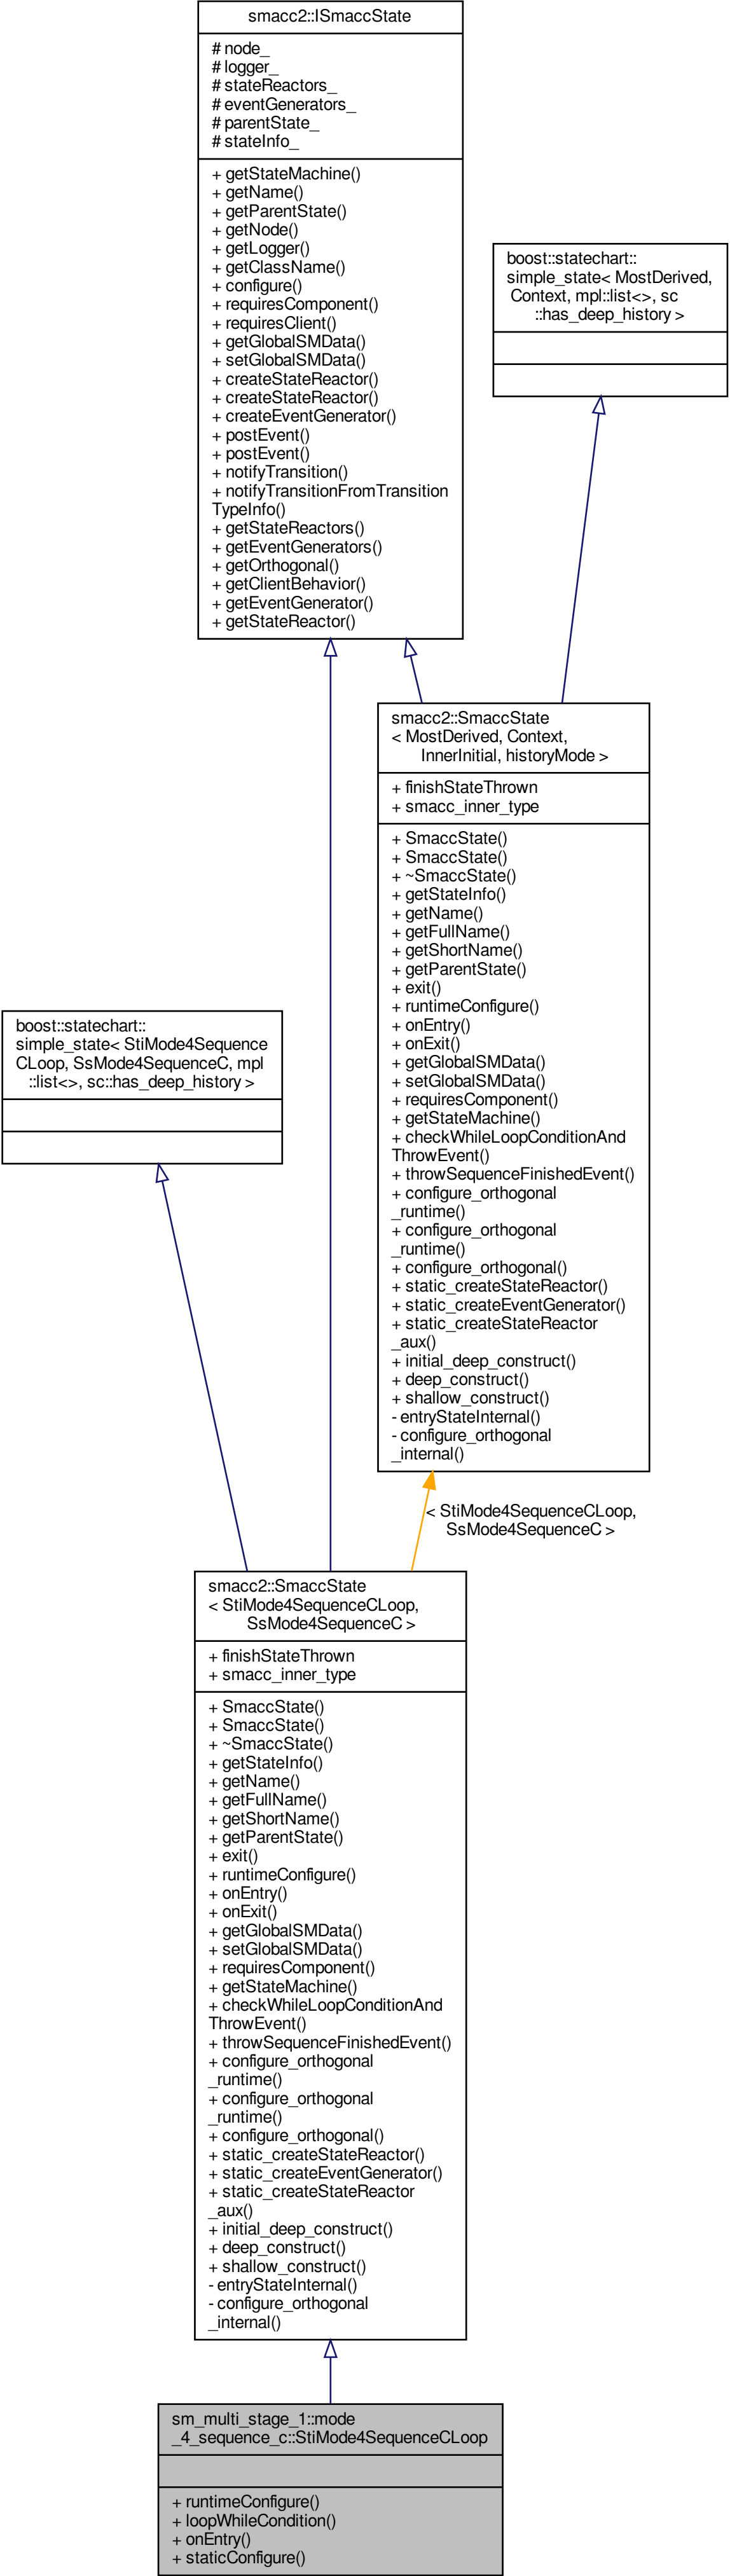 smacc2::ISmaccState
# node_
# logger_
# stateReactors_
# eventGenerators_
# parentState_
# stateInfo_
+ getStateMachine()
+ getName()
+ getParentState()
+ getNode()
+ getLogger()
+ getClassName()
+ configure()
+ requiresComponent()
+ requiresClient()
+ getGlobalSMData()
+ setGlobalSMData()
+ createStateReactor()
+ createStateReactor()
+ createEventGenerator()
+ postEvent()
+ postEvent()
+ notifyTransition()
+ notifyTransitionFromTransition
TypeInfo()
+ getStateReactors()
+ getEventGenerators()
+ getOrthogonal()
+ getClientBehavior()
+ getEventGenerator()
+ getStateReactor()
boost::statechart::
simple_state< MostDerived,
Context, mpl::list<>, sc
::has_deep_history >
smacc2::SmaccState
< MostDerived, Context,
InnerInitial, historyMode >
+ finishStateThrown
+ smacc_inner_type
+ SmaccState()
+ SmaccState()
+ ~SmaccState()
+ getStateInfo()
+ getName()
+ getFullName()
+ getShortName()
+ getParentState()
+ exit()
+ runtimeConfigure()
+ onEntry()
+ onExit()
+ getGlobalSMData()
+ setGlobalSMData()
+ requiresComponent()
+ getStateMachine()
+ checkWhileLoopConditionAnd
ThrowEvent()
+ throwSequenceFinishedEvent()
+ configure_orthogonal
_runtime()
+ configure_orthogonal
_runtime()
+ configure_orthogonal()
+ static_createStateReactor()
+ static_createEventGenerator()
+ static_createStateReactor
_aux()
+ initial_deep_construct()
+ deep_construct()
+ shallow_construct()
- entryStateInternal()
- configure_orthogonal
_internal()
boost::statechart::
simple_state< StiMode4Sequence
CLoop, SsMode4SequenceC, mpl
::list<>, sc::has_deep_history >
< StiMode4SequenceCLoop,
SsMode4SequenceC >
smacc2::SmaccState
< StiMode4SequenceCLoop,
SsMode4SequenceC >
+ finishStateThrown
+ smacc_inner_type
+ SmaccState()
+ SmaccState()
+ ~SmaccState()
+ getStateInfo()
+ getName()
+ getFullName()
+ getShortName()
+ getParentState()
+ exit()
+ runtimeConfigure()
+ onEntry()
+ onExit()
+ getGlobalSMData()
+ setGlobalSMData()
+ requiresComponent()
+ getStateMachine()
+ checkWhileLoopConditionAnd
ThrowEvent()
+ throwSequenceFinishedEvent()
+ configure_orthogonal
_runtime()
+ configure_orthogonal
_runtime()
+ configure_orthogonal()
+ static_createStateReactor()
+ static_createEventGenerator()
+ static_createStateReactor
_aux()
+ initial_deep_construct()
+ deep_construct()
+ shallow_construct()
- entryStateInternal()
- configure_orthogonal
_internal()
sm_multi_stage_1::mode
_4_sequence_c::StiMode4SequenceCLoop
+ runtimeConfigure()
+ loopWhileCondition()
+ onEntry()
+ staticConfigure()